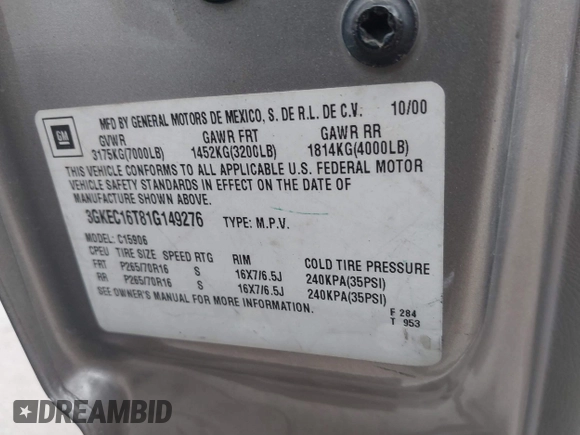 GM
MFD BY GENERAL MOTORS DE MEXICO, S. DE R.L. DE C.V. 10/00
GVWR GAWR FRT GAWR RR
3175KG(7000LB) 1452KG(3200LB) 1814KG(4000LB)
THIS VEHICLE CONFORMS TO ALL APPLICABLE U.S. FEDERAL MOTOR
VEHICLE SAFETY STANDARDS IN EFFECT ON THE DATE OF
MANUFACTURE SHOWN ABOVE.
3GKEC16T81G149276 TYPE: M.P.V.
MODEL: C15906
CPEU TIRE SIZE SPEED RTG RIM COLD TIRE PRESSURE
FRT P265/70R16 S 16X7/6.5J 240KPA(35PSI)
RR P265/70R16 S 16X7/6.5J 240KPA(35PSI)
SEE OWNER'S MANUAL FOR MORE INFORMATION.
F 284
T 953
DREAMBID